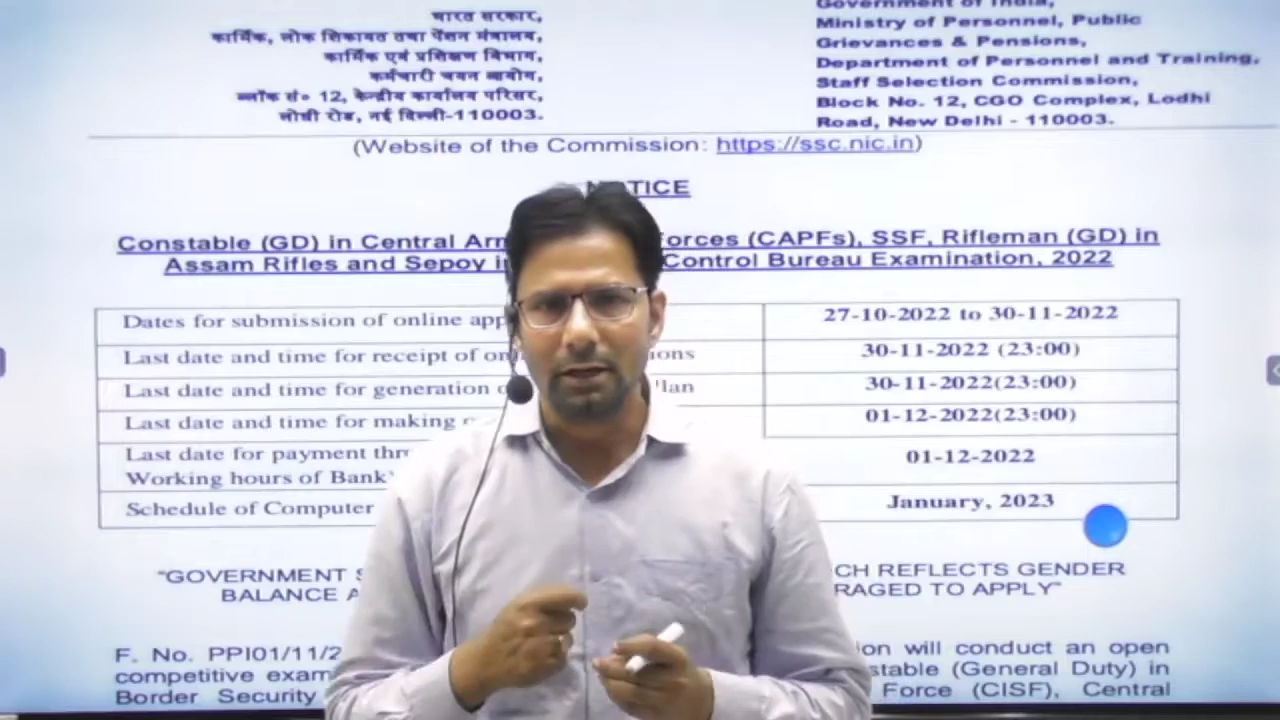 भारत सरकार,
कार्मिक, लोक शिकायत तथा पेंशन मंत्रालय,
कार्मिक एवं प्रशिक्षण विभाग,
कर्मचारी चयन आयोग,
ब्लॉक सं० 12, केन्द्रीय कार्यालय परिसर,
लोधी रोड, नई दिल्ली-110003.
Government of India,
Ministry of Personnel, Public
Grievances & Pensions,
Department of Personnel and Training,
Staff Selection Commission,
Block No. 12, CGO Complex, Lodhi
Road, New Delhi - 110003.
(Website of the Commission: https://ssc.nic.in)
TICE
Constable (GD) in Central Arm orces (CAPFs), SSF, Rifleman (GD) in
Assam Rifles and Sepoy in Control Bureau Examination, 2022
Dates for submission of online app 27-10-2022 to 30-11-2022
Last date and time for receipt of on ions 30-11-2022 (23:00)
Last date and time for generation o llan 30-11-2022(23:00)
Last date and time for making 01-12-2022(23:00)
Last date for payment thr 01-12-2022
Working hours of Bank
Schedule of Computer January, 2023
"GOVERNMENT S CH REFLECTS GENDER
BALANCE A RAGED TO APPLY"
F. No. PPI01/11/2 ion will conduct an open
competitive exam stable (General Duty) in
Border Security Force (CISF), Central